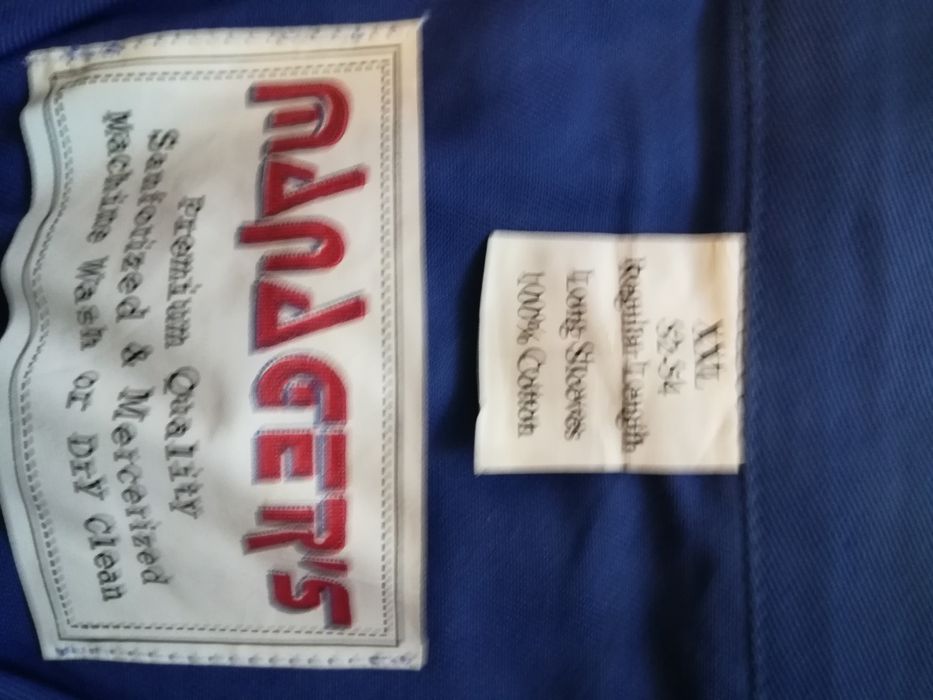 MANAGER'S
Premium Quality
Sanforized & Mercerized
Machine Wash or Dry Clean
XXL
52-54
Regular Length
Long Sleeves
100% Cotton